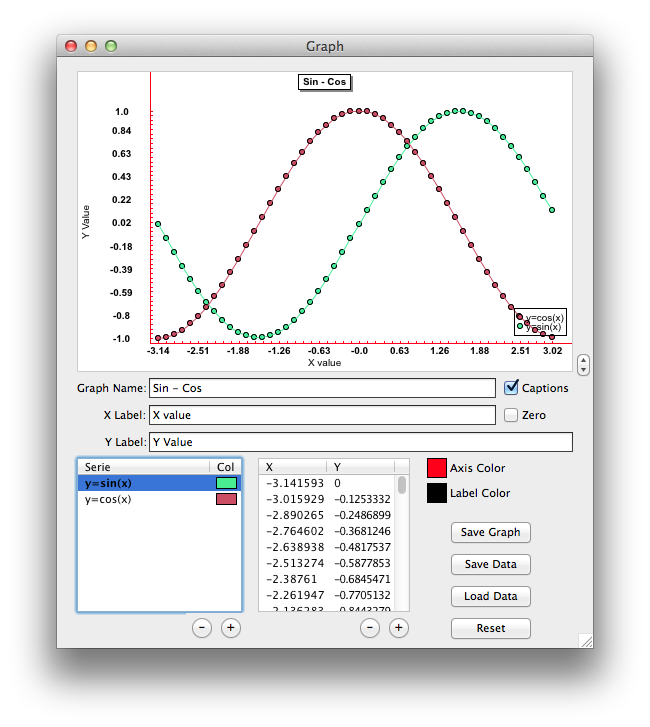 Graph
Sin - Cos
1.0
0.84
0.63
0.43
0.22
0.02
-0.18
-0.39
-0.59
-0.8
-1.0
Y Value
y=cos(x)
y=sin(x)
-3.14 -2.51 -1.88 -1.26 -0.63 -0.0 0.63 1.26 1.88 2.51 3.02
X value
Graph Name: Sin - Cos Captions
X Label: X value Zero
Y Label: Y Value
Serie Col
y=sin(x)
y=cos(x)
X Y
-3.141593 0
-3.015929 -0.1253332
-2.890265 -0.2486899
-2.764602 -0.3681246
-2.638938 -0.4817537
-2.513274 -0.5877853
-2.38761 -0.6845471
-2.261947 -0.7705132
-2.136283 -0.8443279
Axis Color
Label Color
Save Graph
Save Data
Load Data
Reset
- + - +